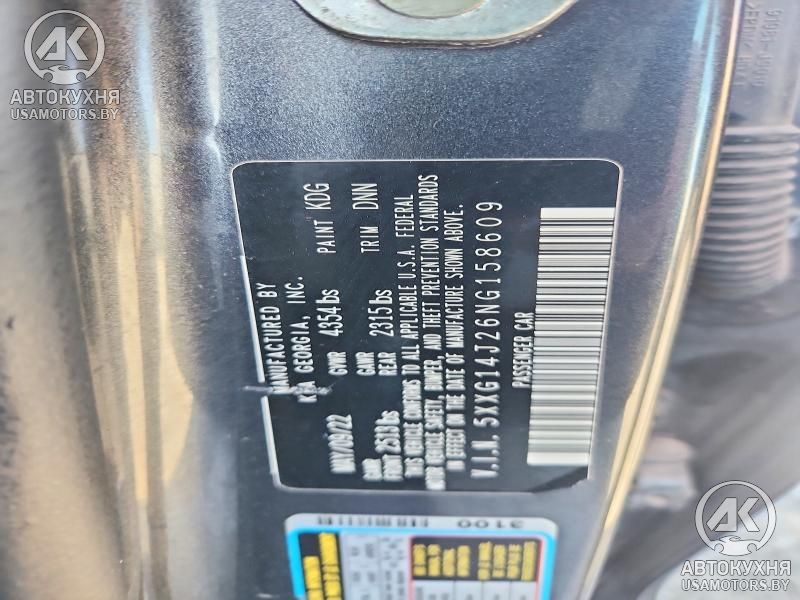 AK
АВТОКУХНЯ
USAMOTORS.BY
MANUFACTURED BY
KIA GEORGIA, INC.
MAY/09/22 GVWR 4354lbs PAINT KDG
GAWR FRONT 2513lbs GAWR REAR 2315lbs TRIM DNN
THIS VEHICLE CONFORMS TO ALL APPLICABLE U.S.A. FEDERAL
MOTOR VEHICLE SAFETY, BUMPER, AND THEFT PREVENTION STANDARDS
IN EFFECT ON THE DATE OF MANUFACTURE SHOWN ABOVE.
V.I.N. 5XXG14J26NG158609
PASSENGER CAR
3100
AK
АВТОКУХНЯ
USAMOTORS.BY